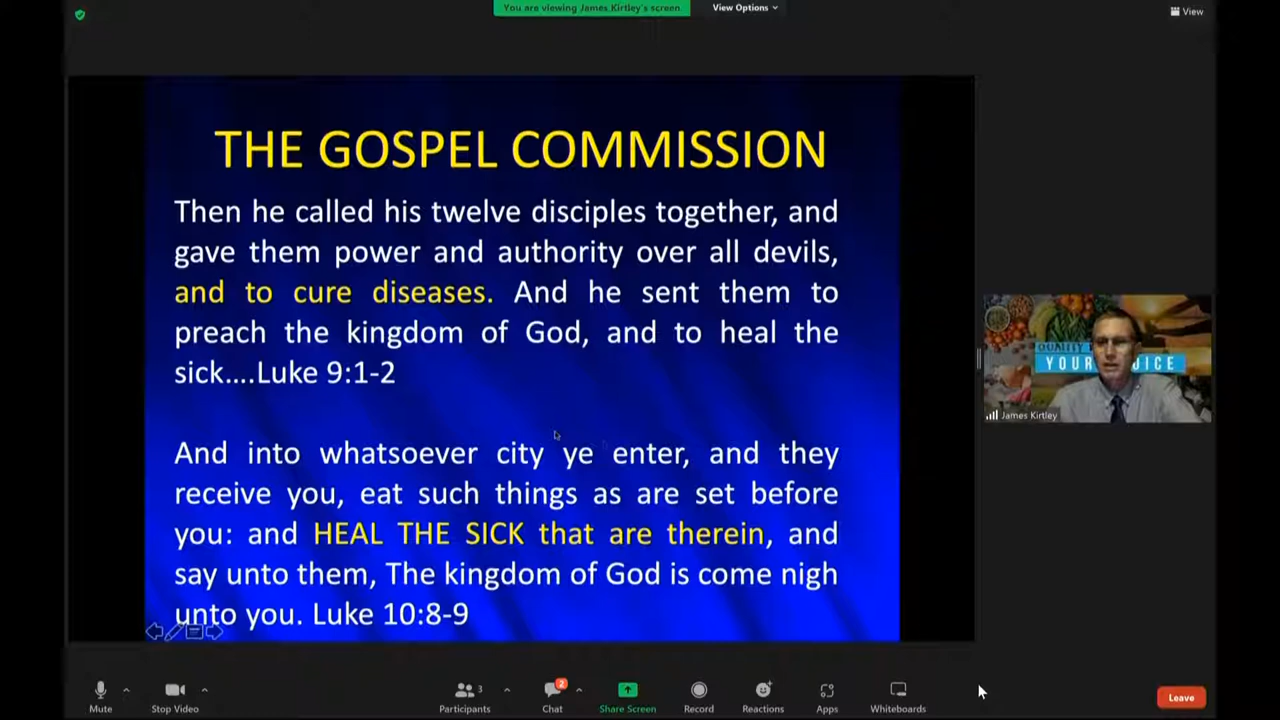 You are viewing James Kirtley's screen
View Options
View
THE GOSPEL COMMISSION
Then he called his twelve disciples together, and
gave them power and authority over all devils,
and to cure diseases. And he sent them to
preach the kingdom of God, and to heal the
sick....Luke 9:1-2
And into whatsoever city ye enter, and they
receive you, eat such things as are set before
you: and HEAL THE SICK that are therein, and
say unto them, The kingdom of God is come nigh
unto you. Luke 10:8-9
QUALITY
YOUR
ICE
James Kirtley
Mute
Stop Video
3
Participants
2
Chat
Share Screen
Record
Reactions
Apps
Whiteboards
Leave